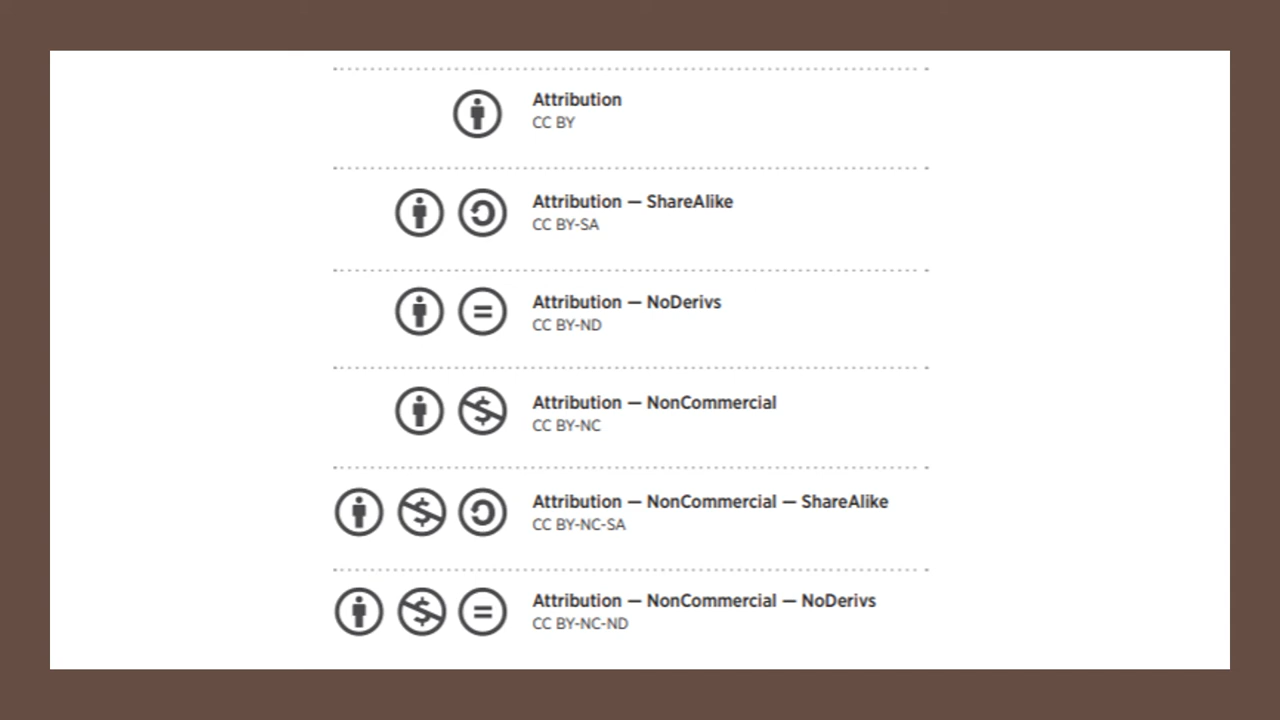 Attribution
CC BY
Attribution — ShareAlike
CC BY-SA
Attribution — NoDerivs
CC BY-ND
Attribution — NonCommercial
CC BY-NC
Attribution — NonCommercial — ShareAlike
CC BY-NC-SA
Attribution — NonCommercial — NoDerivs
CC BY-NC-ND